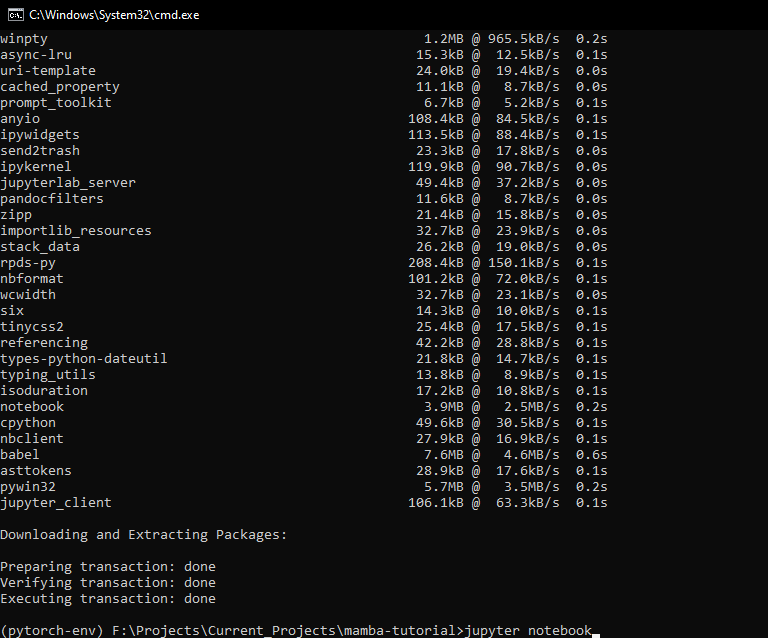 C:\Windows\System32\cmd.exe
winpty 1.2MB @ 965.5kB/s 0.2s
async-lru 15.3kB @ 12.5kB/s 0.1s
uri-template 24.0kB @ 19.4kB/s 0.0s
cached_property 11.1kB @ 8.7kB/s 0.0s
prompt_toolkit 6.7kB @ 5.2kB/s 0.1s
anyio 108.4kB @ 84.5kB/s 0.1s
ipywidgets 113.5kB @ 88.4kB/s 0.1s
send2trash 23.3kB @ 17.8kB/s 0.0s
ipykernel 119.9kB @ 90.7kB/s 0.0s
jupyterlab_server 49.4kB @ 37.2kB/s 0.0s
pandocfilters 11.6kB @ 8.7kB/s 0.0s
zipp 21.4kB @ 15.8kB/s 0.0s
importlib_resources 32.7kB @ 23.9kB/s 0.0s
stack_data 26.2kB @ 19.0kB/s 0.0s
rpds-py 208.4kB @ 150.1kB/s 0.1s
nbformat 101.2kB @ 72.0kB/s 0.1s
wcwidth 32.7kB @ 23.1kB/s 0.0s
six 14.3kB @ 10.0kB/s 0.1s
tinycss2 25.4kB @ 17.5kB/s 0.1s
referencing 42.2kB @ 28.8kB/s 0.1s
types-python-dateutil 21.8kB @ 14.7kB/s 0.1s
typing_utils 13.8kB @ 8.9kB/s 0.1s
isoduration 17.2kB @ 10.8kB/s 0.1s
notebook 3.9MB @ 2.5MB/s 0.2s
cpython 49.6kB @ 30.5kB/s 0.1s
nbclient 27.9kB @ 16.9kB/s 0.1s
babel 7.6MB @ 4.6MB/s 0.6s
asttokens 28.9kB @ 17.6kB/s 0.1s
pywin32 5.7MB @ 3.5MB/s 0.2s
jupyter_client 106.1kB @ 63.3kB/s 0.1s
Downloading and Extracting Packages:
Preparing transaction: done
Verifying transaction: done
Executing transaction: done
(pytorch-env) F:\Projects\Current_Projects\mamba-tutorial>jupyter notebook